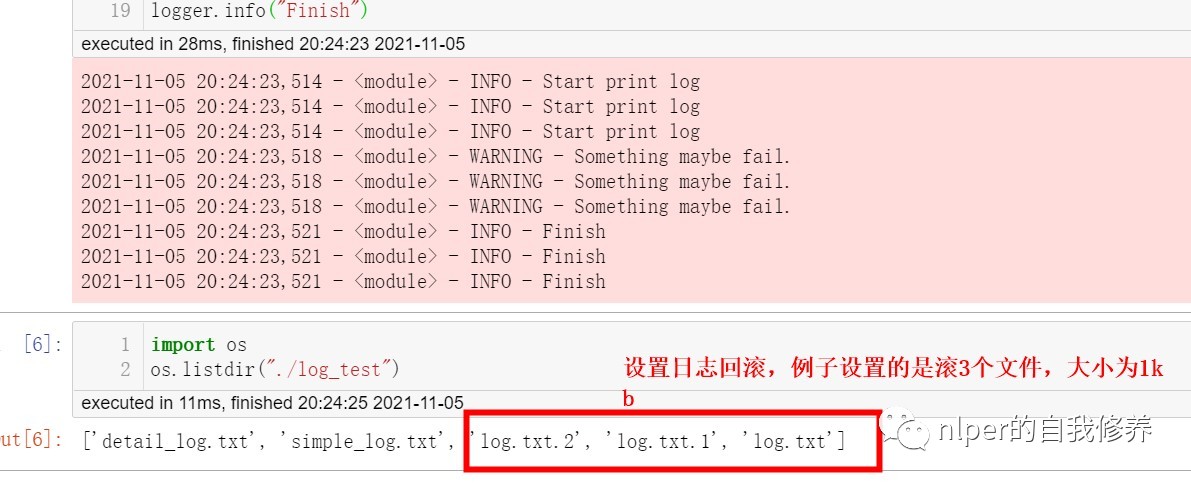 19 logger.info("Finish")
executed in 28ms, finished 20:24:23 2021-11-05
2021-11-05 20:24:23,514 - <module> - INFO - Start print log
2021-11-05 20:24:23,514 - <module> - INFO - Start print log
2021-11-05 20:24:23,514 - <module> - INFO - Start print log
2021-11-05 20:24:23,518 - <module> - WARNING - Something maybe fail.
2021-11-05 20:24:23,518 - <module> - WARNING - Something maybe fail.
2021-11-05 20:24:23,518 - <module> - WARNING - Something maybe fail.
2021-11-05 20:24:23,521 - <module> - INFO - Finish
2021-11-05 20:24:23,521 - <module> - INFO - Finish
2021-11-05 20:24:23,521 - <module> - INFO - Finish
[6]: 1 import os
2 os.listdir("./log_test")
设置日志回滚，例子设置的是滚3个文件，大小为1k
b
executed in 11ms, finished 20:24:25 2021-11-05
ut[6]: ['detail_log.txt', 'simple_log.txt', 'log.txt.2', 'log.txt.1', 'log.txt']
nlper的自我修养